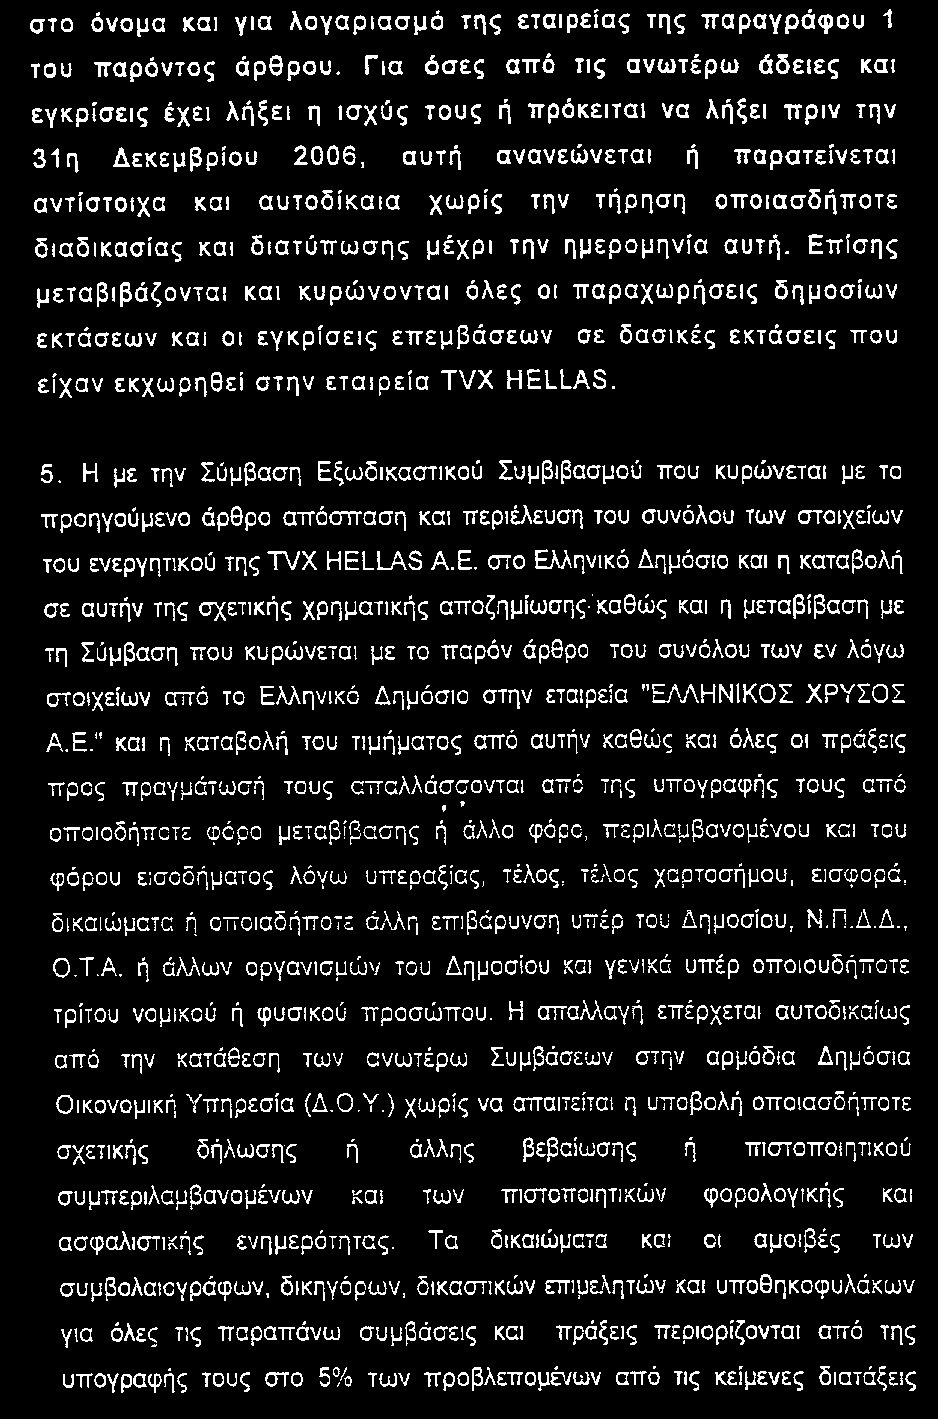 στο όνομα και για λογαριασμό της εταιρείας της παραγράφου 1
του παρόντος άρθρου. Για όσες από τις ανωτέρω άδειες και
εγκρίσεις έχει λήξει η ισχύς τους ή πρόκειται να λήξει πριν την
31η Δεκεμβρίου 2006, αυτή ανανεώνεται ή παρατείνεται
αντίστοιχα και αυτοδίκαια χωρίς την τήρηση οποιασδήποτε
διαδικασίας και διατύπωσης μέχρι την ημερομηνία αυτή. Επίσης
μεταβιβάζονται και κυρώνονται όλες οι παραχωρήσεις δημοσίων
εκτάσεων και οι εγκρίσεις επεμβάσεων σε δασικές εκτάσεις που
είχαν εκχωρηθεί στην εταιρεία TVX HELLAS.
5. Η με την Σύμβαση Εξωδικαστικού Συμβιβασμού που κυρώνεται με το
προηγούμενο άρθρο απόσπαση και περιέλευση του συνόλου των στοιχείων
του ενεργητικού της TVX HELLAS Α.Ε. στο Ελληνικό Δημόσιο και η καταβολή
σε αυτήν της σχετικής χρηματικής αποζημίωσης καθώς και η μεταβίβαση με
τη Σύμβαση που κυρώνεται με το παρόν άρθρο του συνόλου των εν λόγω
στοιχείων από το Ελληνικό Δημόσιο στην εταιρεία "ΕΛΛΗΝΙΚΟΣ ΧΡΥΣΟΣ
Α.Ε." και η καταβολή του τιμήματος από αυτήν καθώς και όλες οι πράξεις
προς πραγμάτωσή τους απαλλάσσονται από της υπογραφής τους από
οποιοδήποτε φόρο μεταβίβασης ή άλλο φόρο, περιλαμβανομένου και του
φόρου εισοδήματος λόγω υπεραξίας, τέλος, τέλος χαρτοσήμου, εισφορά,
δικαιώματα ή οποιαδήποτε άλλη επιβάρυνση υπέρ του Δημοσίου, Ν.Π.Δ.Δ.,
Ο.Τ.Α. ή άλλων οργανισμών του Δημοσίου και γενικά υπέρ οποιουδήποτε
τρίτου νομικού ή φυσικού προσώπου. Η απαλλαγή επέρχεται αυτοδικαίως
από την κατάθεση των ανωτέρω Συμβάσεων στην αρμόδια Δημόσια
Οικονομική Υπηρεσία (Δ.Ο.Υ.) χωρίς να απαιτείται η υποβολή οποιασδήποτε
σχετικής δήλωσης ή άλλης βεβαίωσης ή πιστοποιητικού
συμπεριλαμβανομένων και των πιστοποιητικών φορολογικής και
ασφαλιστικής ενημερότητας. Τα δικαιώματα και οι αμοιβές των
συμβολαιογράφων, δικηγόρων, δικαστικών επιμελητών και υποθηκοφυλάκων
για όλες τις παραπάνω συμβάσεις και πράξεις περιορίζονται από της
υπογραφής τους στο 5% των προβλεπομένων από τις κείμενες διατάξεις